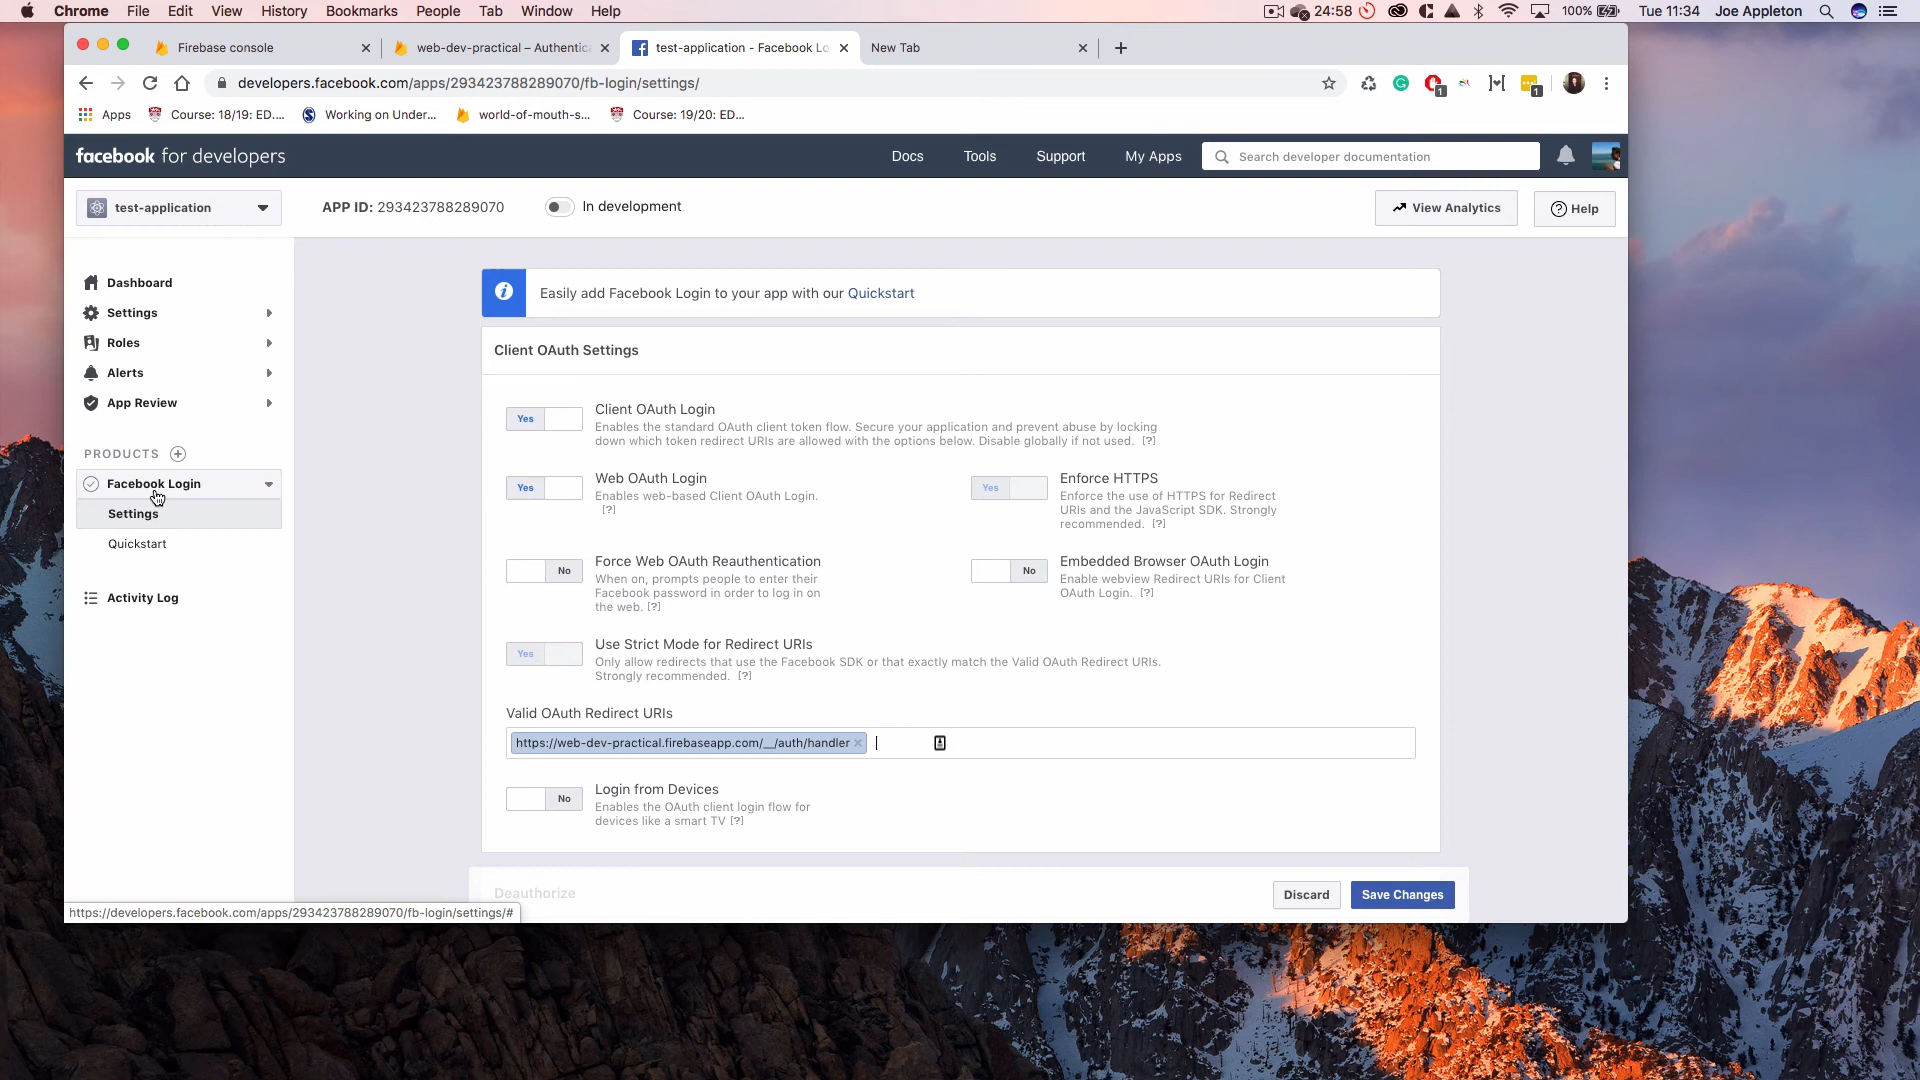 Chrome File Edit View History Bookmarks People Tab Window Help 24:58 100% Tue 11:34 Joe Appleton
Firebase console web-dev-practical – Authentic test-application - Facebook Lo New Tab
developers.facebook.com/apps/293423788289070/fb-login/settings/
Apps Course: 18/19: ED.... Working on Under... world-of-mouth-s... Course: 19/20: ED...
facebook for developers Docs Tools Support My Apps Search developer documentation
test-application APP ID: 293423788289070 In development View Analytics Help
Dashboard
Settings
Roles
Alerts
App Review
PRODUCTS
Facebook Login
Settings
Quickstart
Activity Log
Easily add Facebook Login to your app with our Quickstart
Client OAuth Settings
Yes Client OAuth Login
Enables the standard OAuth client token flow. Secure your application and prevent abuse by locking
down which token redirect URIs are allowed with the options below. Disable globally if not used. [?]
Yes Web OAuth Login
Enables web-based Client OAuth Login.
[?]
Yes Enforce HTTPS
Enforce the use of HTTPS for Redirect
URIs and the JavaScript SDK. Strongly
recommended. [?]
No Force Web OAuth Reauthentication
When on, prompts people to enter their
Facebook password in order to log in on
the web. [?]
No Embedded Browser OAuth Login
Enable webview Redirect URIs for Client
OAuth Login. [?]
Yes Use Strict Mode for Redirect URIs
Only allow redirects that use the Facebook SDK or that exactly match the Valid OAuth Redirect URIs.
Strongly recommended. [?]
Valid OAuth Redirect URIs
https://web-dev-practical.firebaseapp.com/__/auth/handler
No Login from Devices
Enables the OAuth client login flow for
devices like a smart TV [?]
Deauthorize Discard Save Changes
https://developers.facebook.com/apps/293423788289070/fb-login/settings/#